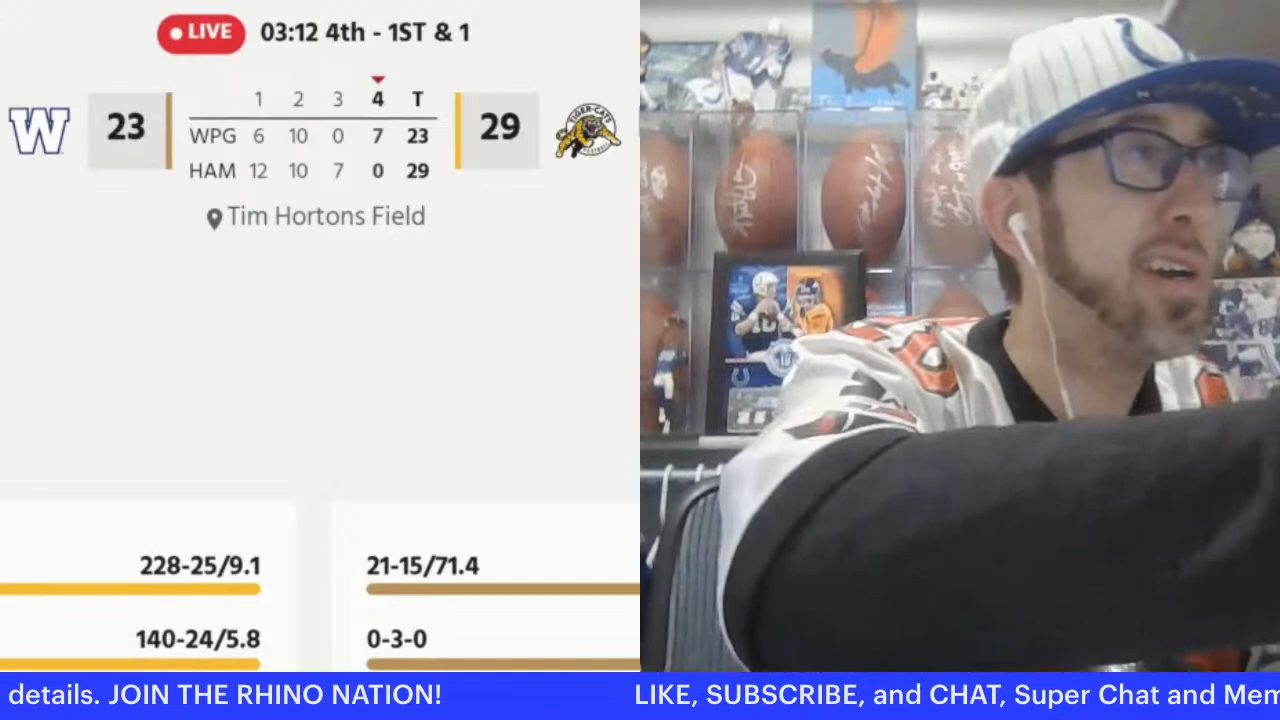 LIVE 03:12 4th - 1ST & 1
1 2 3 4 T
W 23 WPG 6 10 0 7 23
HAM 12 10 7 0 29
29 TIGER-CATS
Tim Hortons Field
228-25/9.1 21-15/71.4
140-24/5.8 0-3-0
details. JOIN THE RHINO NATION! LIKE, SUBSCRIBE, and CHAT, Super Chat and Mem